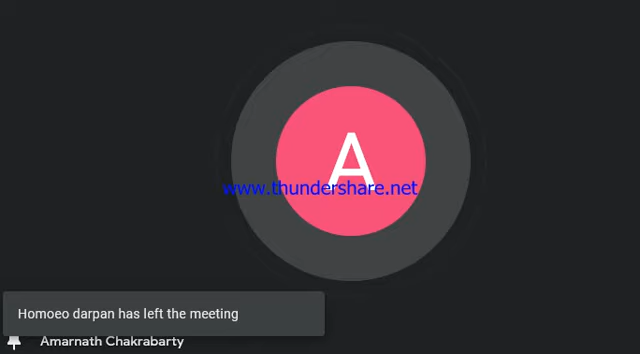 A
www.thundershare.net
Homoeo darpan has left the meeting
Amarnath Chakrabarty